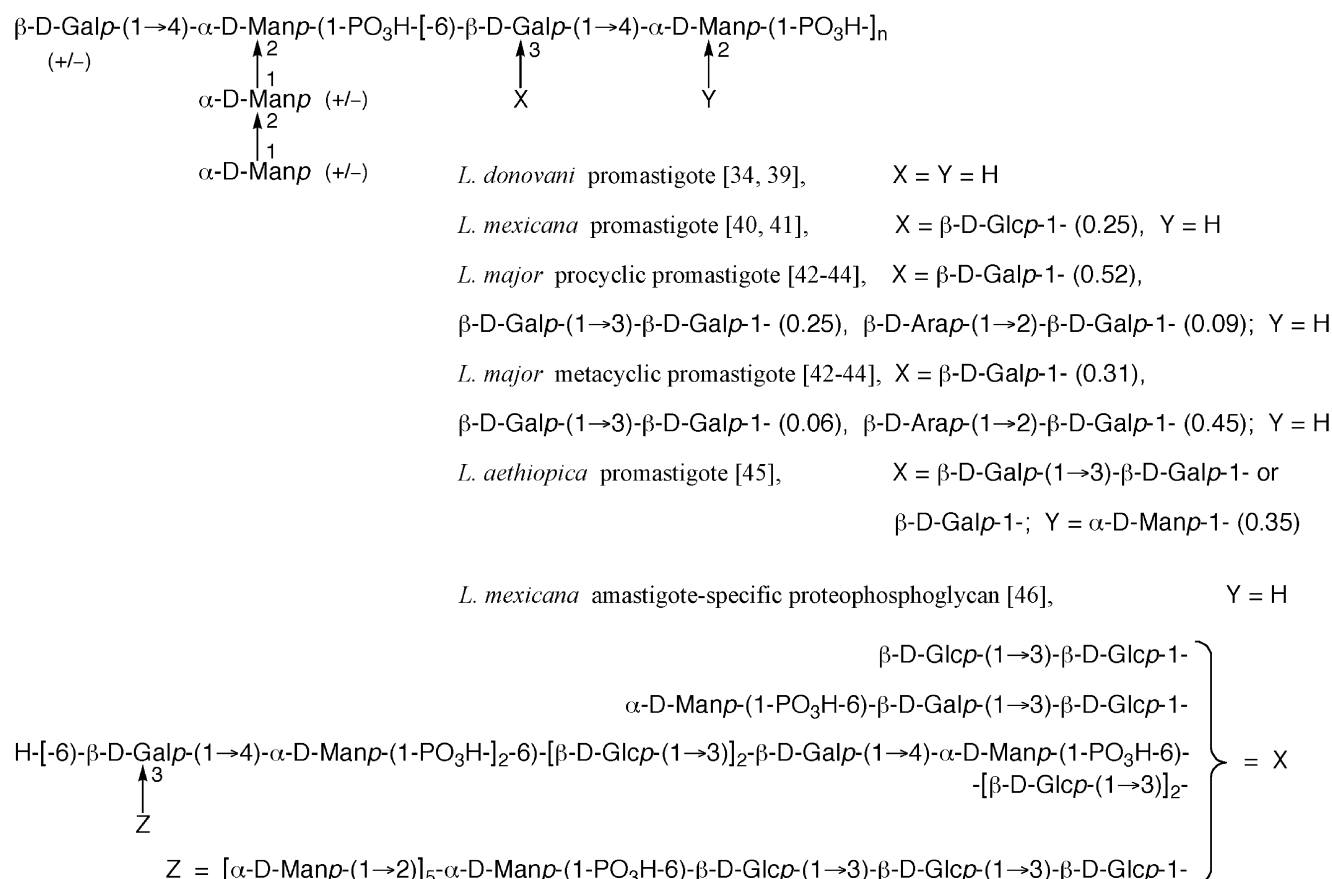 β-D-Galp-(1→4)-α-D-Manp-(1-PO3H-[-6)-β-D-Galp-(1→4)-α-D-Manp-(1-PO3H-]n
(+/–) 2 3 2
1
α-D-Manp (+/–) X Y
2
1
α-D-Manp (+/–)
L. donovani promastigote [34, 39], X = Y = H
L. mexicana promastigote [40, 41], X = β-D-Glcp-1- (0.25), Y = H
L. major procyclic promastigote [42-44], X = β-D-Galp-1- (0.52),
β-D-Galp-(1→3)-β-D-Galp-1- (0.25), β-D-Arap-(1→2)-β-D-Galp-1- (0.09); Y = H
L. major metacyclic promastigote [42-44], X = β-D-Galp-1- (0.31),
β-D-Galp-(1→3)-β-D-Galp-1- (0.06), β-D-Arap-(1→2)-β-D-Galp-1- (0.45); Y = H
L. aethiopica promastigote [45], X = β-D-Galp-(1→3)-β-D-Galp-1- or
β-D-Galp-1-; Y = α-D-Manp-1- (0.35)
L. mexicana amastigote-specific proteophosphoglycan [46], Y = H
β-D-Glcp-(1→3)-β-D-Glcp-1-
α-D-Manp-(1-PO3H-6)-β-D-Galp-(1→3)-β-D-Glcp-1-
H-[-6)-β-D-Galp-(1→4)-α-D-Manp-(1-PO3H-]2-6)-[β-D-Glcp-(1→3)]2-β-D-Galp-(1→4)-α-D-Manp-(1-PO3H-6)- = X
3 -[β-D-Glcp-(1→3)]2-
Z
Z = [α-D-Manp-(1→2)]5-α-D-Manp-(1-PO3H-6)-β-D-Glcp-(1→3)-β-D-Glcp-(1→3)-β-D-Glcp-1-